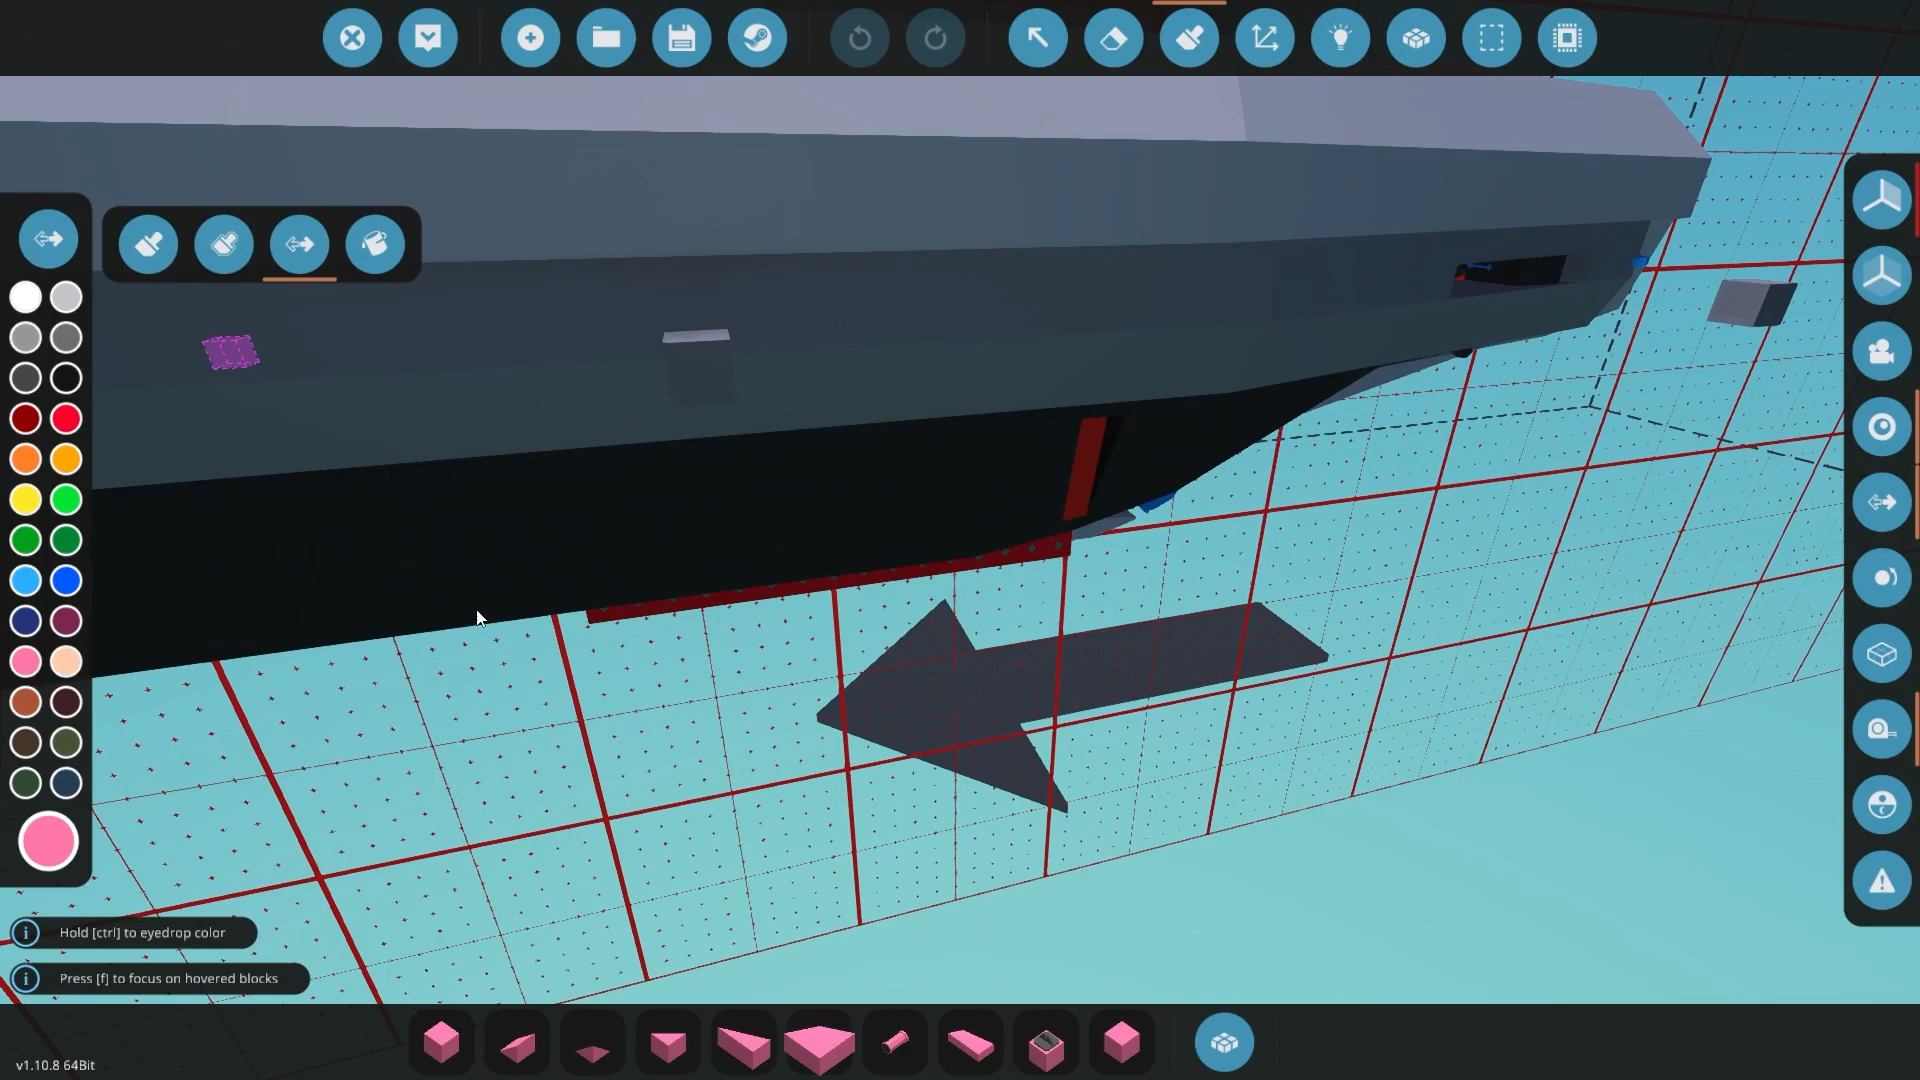 Hold [ctrl] to eyedrop color
Press [f] to focus on hovered blocks
v1.10.8 64Bit